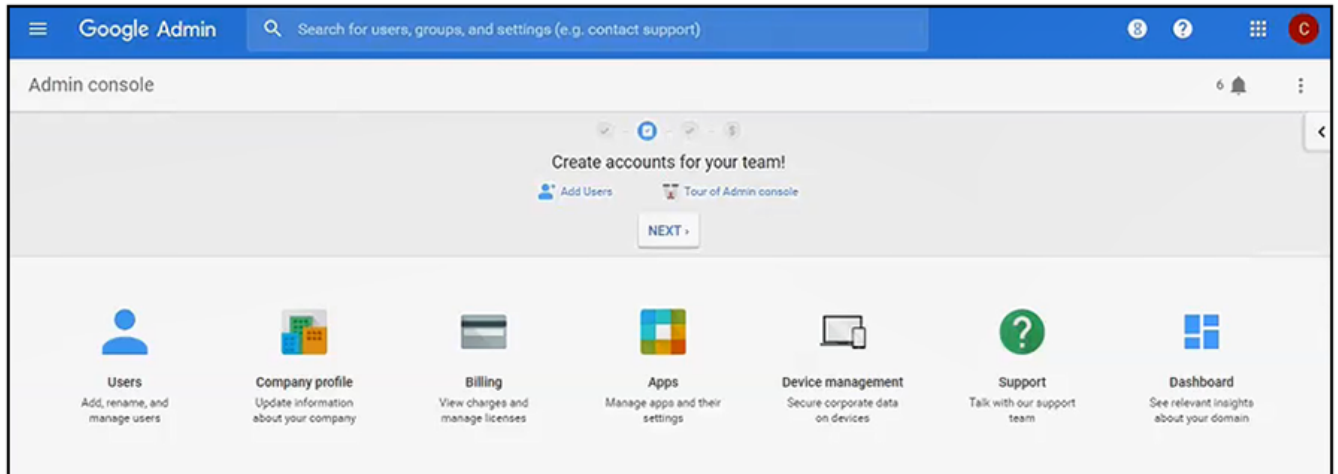 Google Admin
Search for users, groups, and settings (e.g. contact support)
8
?
C
Admin console
6
$
Create accounts for your team!
Add Users
Tour of Admin console
NEXT ›
?
Users
Company profile
Billing
Apps
Device management
Support
Dashboard
Add, rename, and
manage users
Update information
about your company
View charges and
manage licenses
Manage apps and their
settings
Secure corporate data
on devices
Talk with our support
team
See relevant insights
about your domain